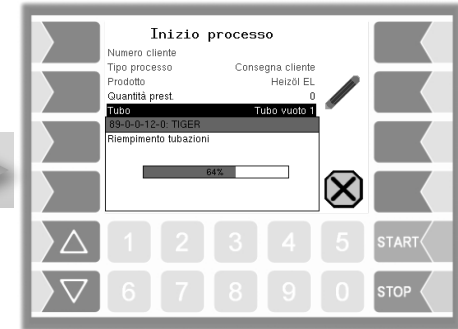 Inizio processo
Numero cliente
Tipo processo Consegna cliente
Prodotto Heizöl EL
Quantità prest. 0
Tubo Tubo vuoto 1
89-0-0-12-0: TIGER
Riempimento tubazioni
64%
1 2 3 4 5 START
6 7 8 9 0 STOP